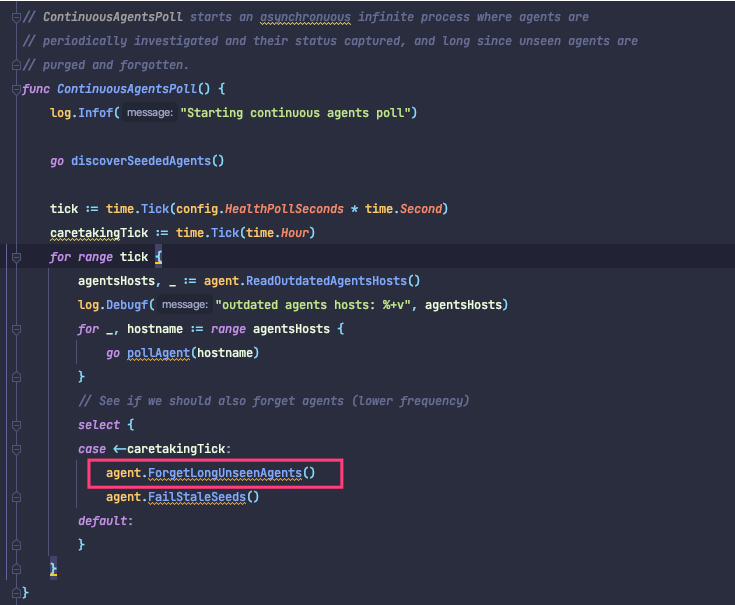 // ContinuousAgentsPoll starts an asynchronuous infinite process where agents are
// periodically investigated and their status captured, and long since unseen agents are
// purged and forgotten.
func ContinuousAgentsPoll() {
log.Infof( message: "Starting continuous agents poll")
go discoverSeededAgents()
tick := time.Tick(config.HealthPollSeconds * time.Second)
caretakingTick := time.Tick(time.Hour)
for range tick {
agentsHosts, _ := agent.ReadOutdatedAgentsHosts()
log.Debugf( message: "outdated agents hosts: %+v", agentsHosts)
for _, hostname := range agentsHosts {
go pollAgent(hostname)
}
// See if we should also forget agents (lower frequency)
select {
case <-caretakingTick:
agent.ForgetLongUnseenAgents()
agent.FailStaleSeeds()
default:
}
}
}